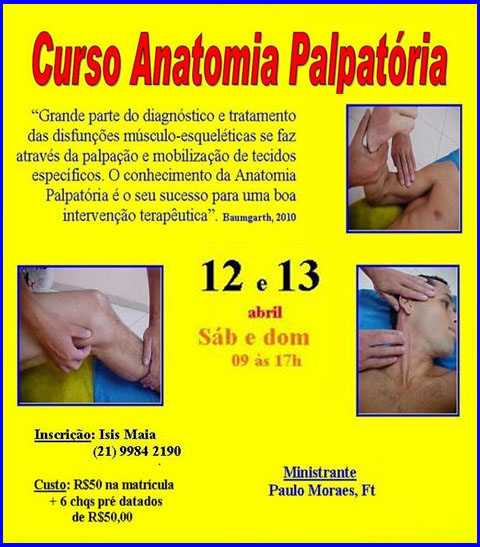 Curso Anatomia Palpatória
“Grande parte do diagnóstico e tratamento
das disfunções músculo-esqueléticas se faz
através da palpação e mobilização de tecidos
específicos. O conhecimento da Anatomia
Palpatória é o seu sucesso para uma boa
intervenção terapêutica”. Baumgarth, 2010
12 e 13
abril
Sáb e dom
09 às 17h
Inscrição: Isis Maia
(21) 9984 2190
Custo: R$50 na matrícula
+ 6 chqs pré datados
de R$50,00
Ministrante
Paulo Moraes, Ft